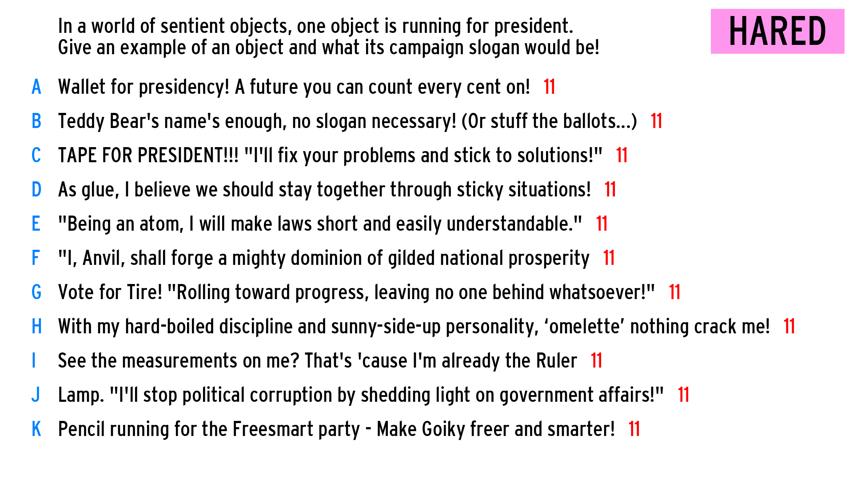 In a world of sentient objects, one object is running for president.
Give an example of an object and what its campaign slogan would be!
HARED
A Wallet for presidency! A future you can count every cent on! 11
B Teddy Bear's name's enough, no slogan necessary! (Or stuff the ballots...) 11
C TAPE FOR PRESIDENT!!! "I'll fix your problems and stick to solutions!" 11
D As glue, I believe we should stay together through sticky situations! 11
E "Being an atom, I will make laws short and easily understandable." 11
F "I, Anvil, shall forge a mighty dominion of gilded national prosperity 11
G Vote for Tire! "Rolling toward progress, leaving no one behind whatsoever!" 11
H With my hard-boiled discipline and sunny-side-up personality, ‘omelette’ nothing crack me! 11
I See the measurements on me? That's 'cause I'm already the Ruler 11
J Lamp. "I'll stop political corruption by shedding light on government affairs!" 11
K Pencil running for the Freesmart party - Make Goiky freer and smarter! 11